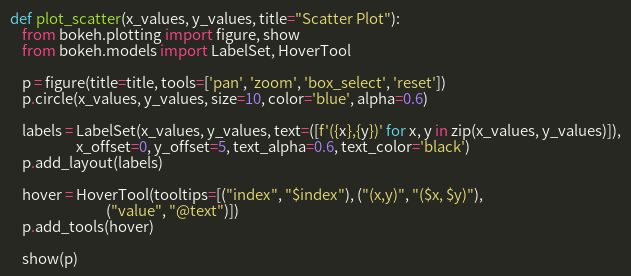 def plot_scatter(x_values, y_values, title="Scatter Plot"):
    from bokeh.plotting import figure, show
    from bokeh.models import LabelSet, HoverTool

    p = figure(title=title, tools=['pan', 'zoom', 'box_select', 'reset'])
    p.circle(x_values, y_values, size=10, color='blue', alpha=0.6)

    labels = LabelSet(x_values, y_values, text=([f'({x},{y})' for x, y in zip(x_values, y_values)]),
                x_offset=0, y_offset=5, text_alpha=0.6, text_color='black')
    p.add_layout(labels)

    hover = HoverTool(tooltips=[("index", "$index"), ("(x,y)", "($x, $y)"),
                        ("value", "@text")])
    p.add_tools(hover)

    show(p)